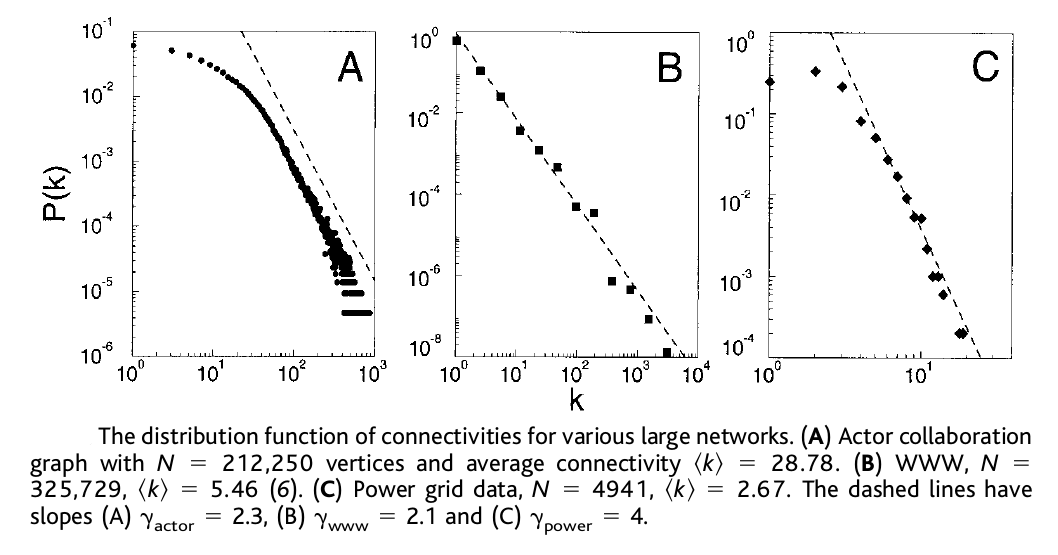 A
B
C
P(k)
10^-1
10^-2
10^-3
10^-4
10^-5
10^-6
10^0 10^1 10^2 10^3
10^0
10^-2
10^-4
10^-6
10^-8
10^0 10^1 10^2 10^3 10^4
10^0
10^-1
10^-2
10^-3
10^-4
10^0 10^1
k
The distribution function of connectivities for various large networks. (A) Actor collaboration
graph with N = 212,250 vertices and average connectivity ⟨k⟩ = 28.78. (B) WWW, N =
325,729, ⟨k⟩ = 5.46 (6). (C) Power grid data, N = 4941, ⟨k⟩ = 2.67. The dashed lines have
slopes (A) γ_actor = 2.3, (B) γ_www = 2.1 and (C) γ_power = 4.